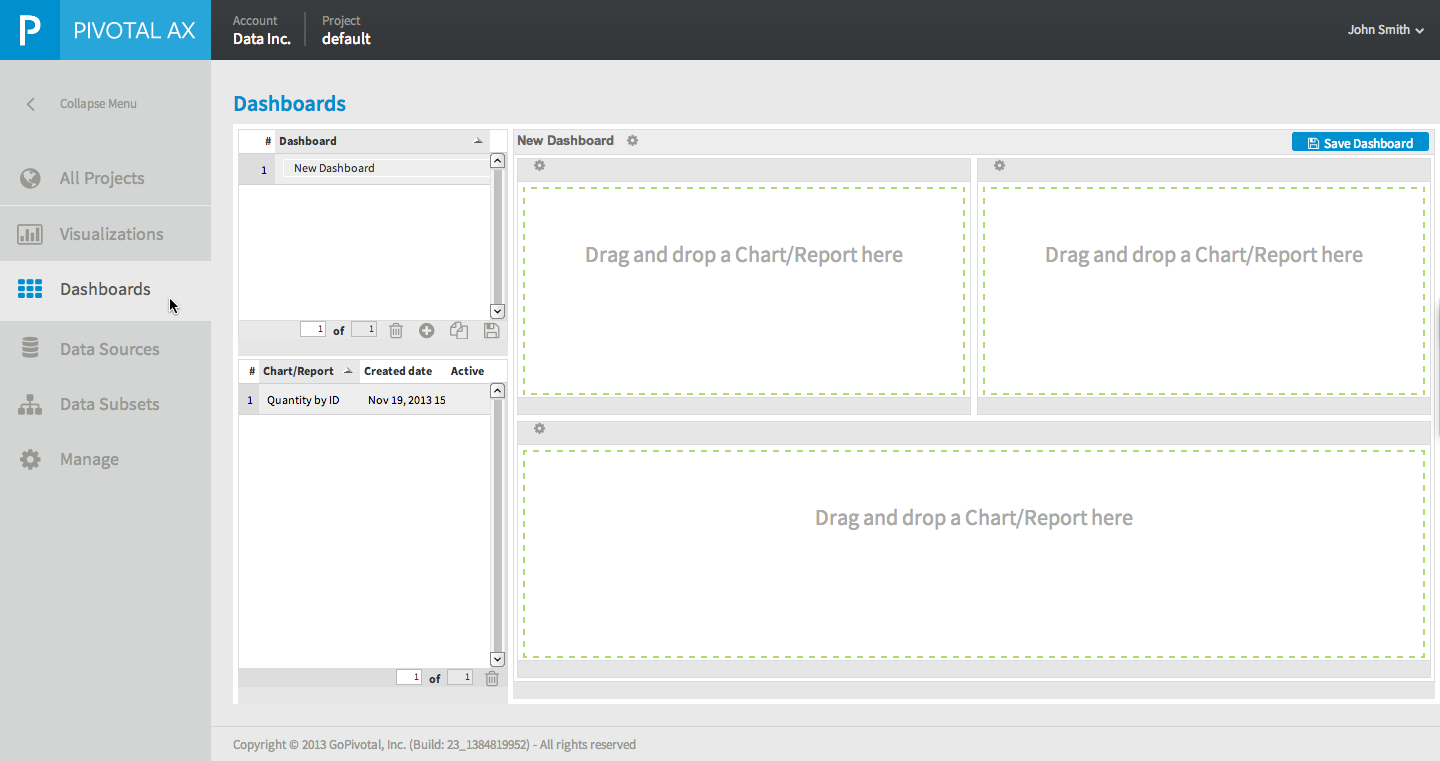 P PIVOTAL AX
Account
Data Inc.
Project
default
John Smith
Collapse Menu
All Projects
Visualizations
Dashboards
Data Sources
Data Subsets
Manage
Dashboards
# Dashboard
1 New Dashboard
1 of 1
# Chart/Report Created date Active
1 Quantity by ID Nov 19, 2013 15
1 of 1
New Dashboard
Save Dashboard
Drag and drop a Chart/Report here
Drag and drop a Chart/Report here
Drag and drop a Chart/Report here
Copyright © 2013 GoPivotal, Inc. (Build: 23_1384819952) - All rights reserved